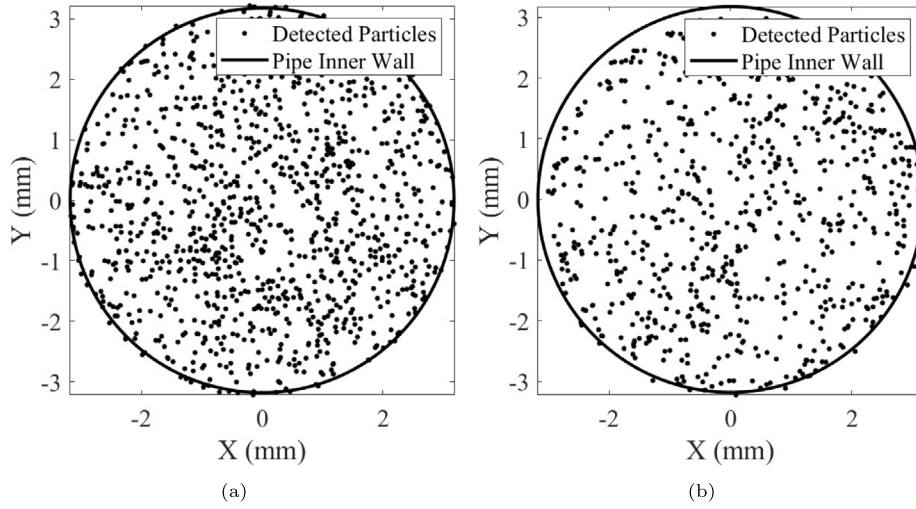 3
2
1
0
-1
-2
-3
Y (mm)
-2
0
2
X (mm)
Detected Particles
Pipe Inner Wall
(a)
3
2
1
0
-1
-2
-3
Y (mm)
-2
0
2
X (mm)
Detected Particles
Pipe Inner Wall
(b)